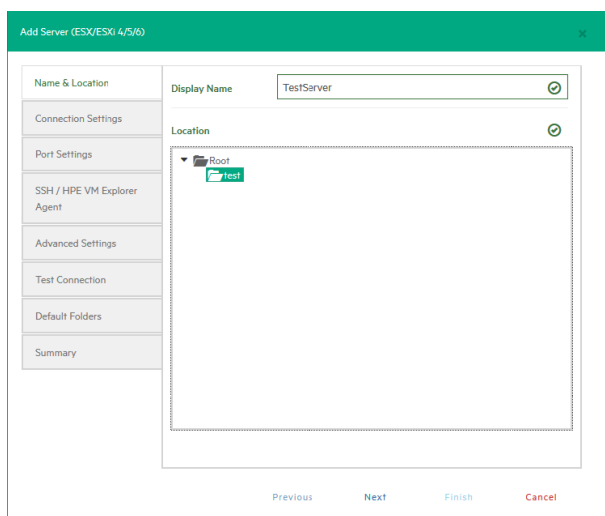 Add Server (ESX/ESXi 4/5/6)
Name & Location
Connection Settings
Port Settings
SSH / HPE VM Explorer
Agent
Advanced Settings
Test Connection
Default Folders
Summary
Display Name
TestServer
Location
Root
test
Previous
Next
Finish
Cancel